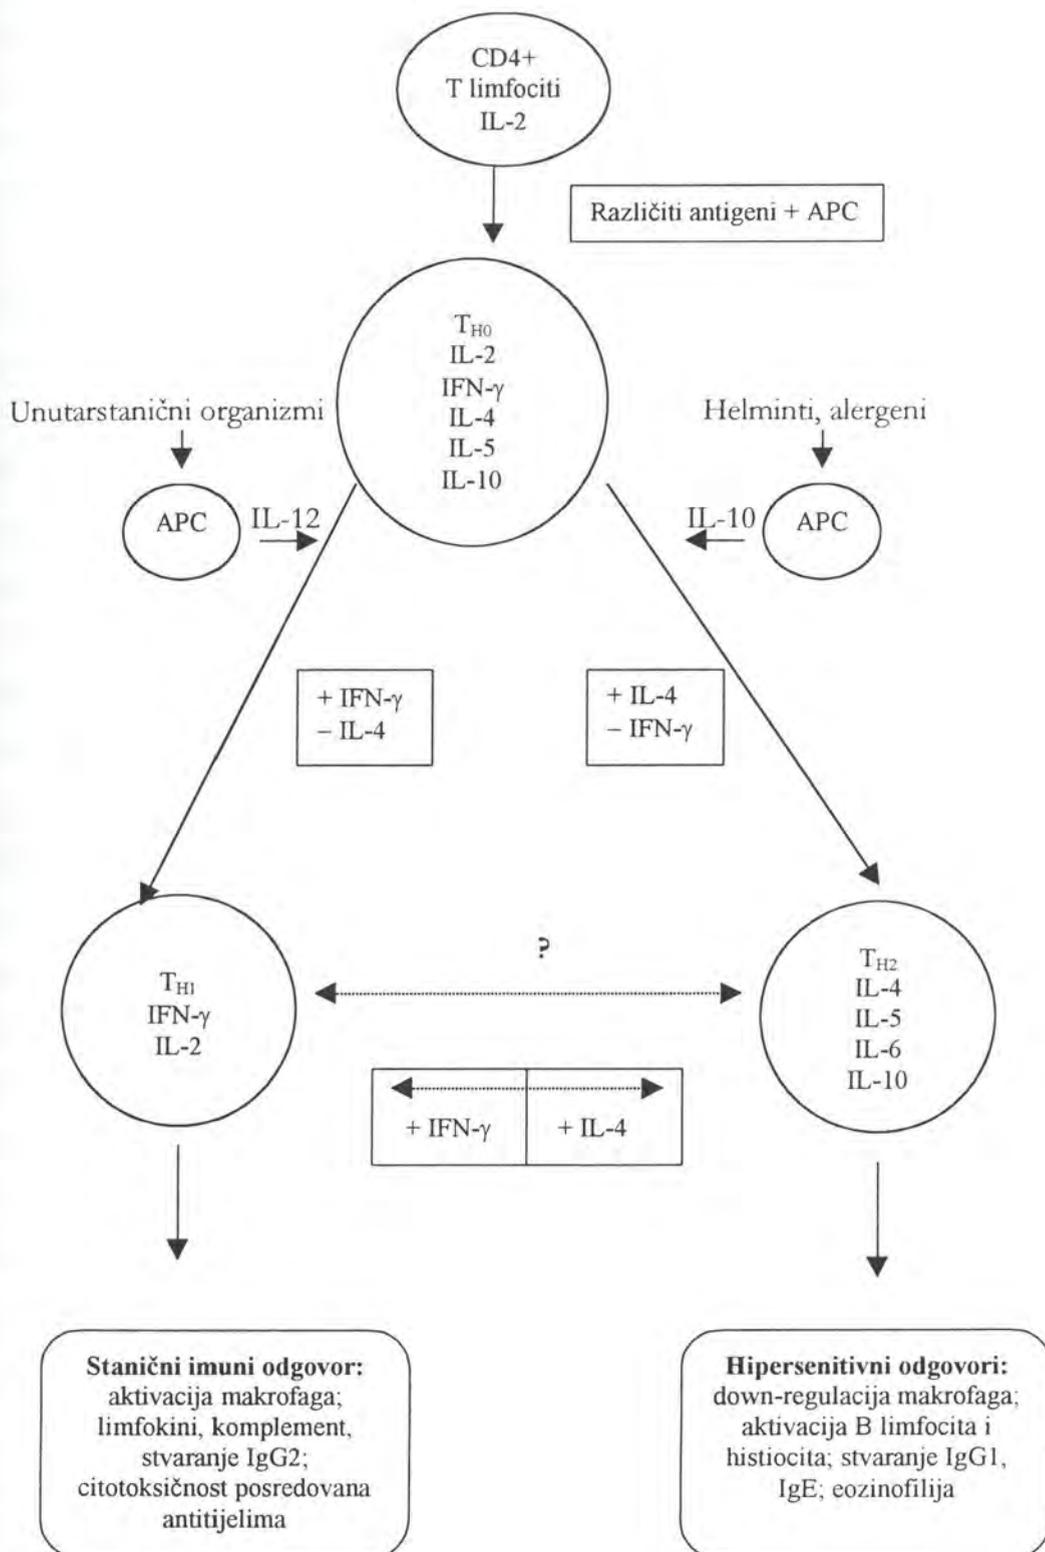 CD4+
T limfociti
IL-2
Različiti antigeni + APC
TH0
IL-2
IFN-γ
IL-4
IL-5
IL-10
Unutarstanični organizmi
Helminti, alergeni
APC
IL-12
IL-10
APC
+ IFN-γ
– IL-4
+ IL-4
– IFN-γ
?
TH1
IFN-γ
IL-2
TH2
IL-4
IL-5
IL-6
IL-10
+ IFN-γ
+ IL-4
Stanični imuni odgovor:
aktivacija makrofaga;
limfokini, komplement,
stvaranje IgG2;
citotoksičnost posredovana
antitijelima
Hipersenitivni odgovori:
down-regulacija makrofaga;
aktivacija B limfocita i
histiocita; stvaranje IgG1,
IgE; eozinofilija